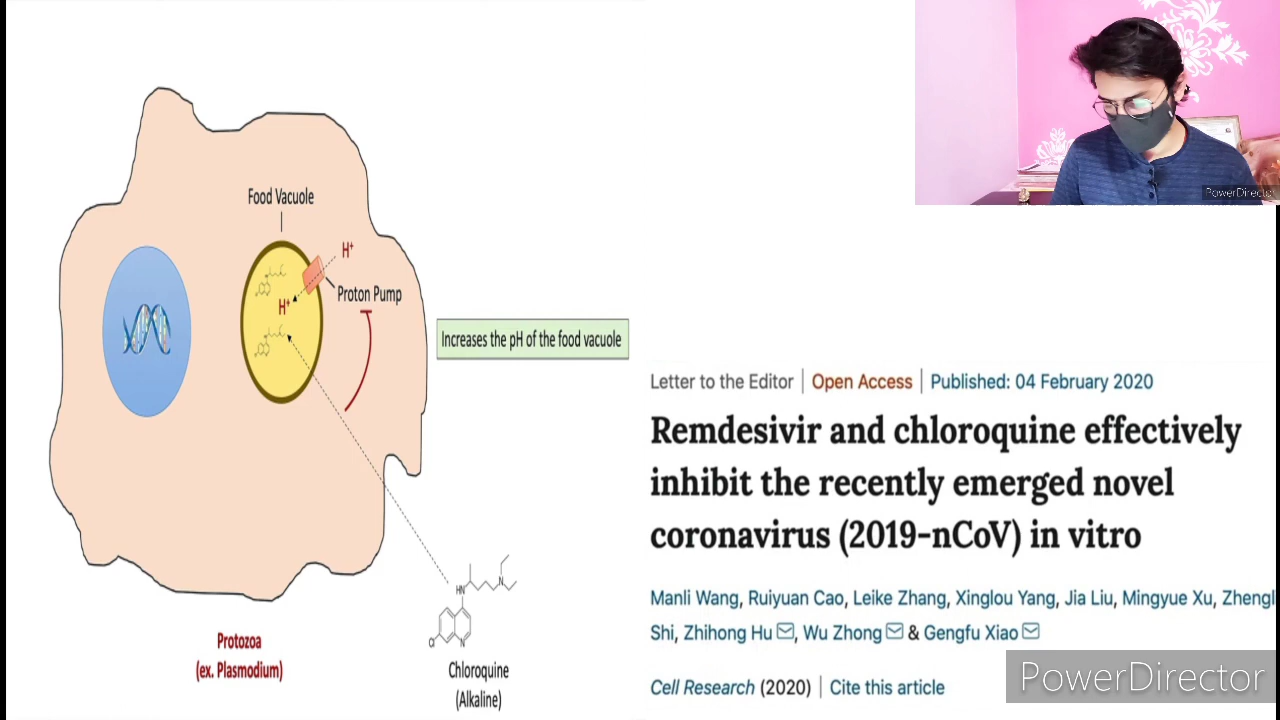 Food Vacuole
H⁺
H⁺
Proton Pump
Increases the pH of the food vacuole
HN
N
Cl
N
Protozoa
(ex. Plasmodium)
Chloroquine
(Alkaline)
PowerDirector
Letter to the Editor | Open Access | Published: 04 February 2020
Remdesivir and chloroquine effectively
inhibit the recently emerged novel
coronavirus (2019-nCoV) in vitro
Manli Wang, Ruiyuan Cao, Leike Zhang, Xinglou Yang, Jia Liu, Mingyue Xu, Zhengl
Shi, Zhihong Hu, Wu Zhong & Gengfu Xiao
Cell Research (2020) | Cite this article
PowerDirector